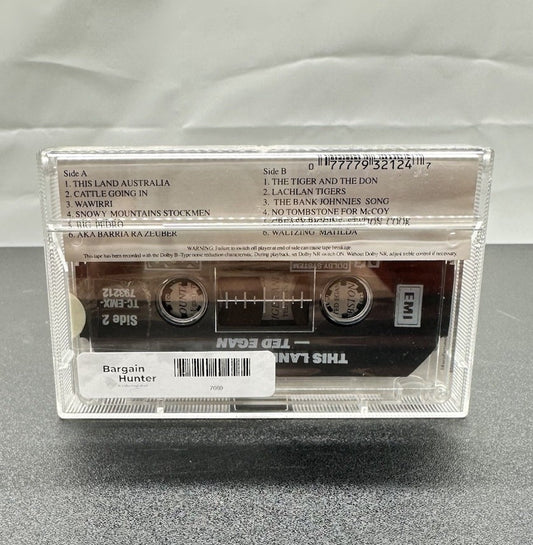 0 77779 32124 7
Side A
1. THIS LAND AUSTRALIA
2. CATTLE GOING IN
3. WAWIRRI
4. SNOWY MOUNTAINS STOCKMEN
6. AKA BARRIA RAZEUBER
Side B
1. THE TIGER AND THE DON
2. LACHLAN TIGERS
3. THE BANK JOHNNIES SONG
4. NO TOMBSTONE FOR McCOY
6. WALTZING MATILDA
WARNING: Failure to switch off player at end of side can cause tape breakage.
This tape has been recorded with the Dolby B-Type noise reduction characteristic. During playback, set Dolby NR switch ON. Without Dolby NR, adjust treble control if necessary.
DOLBY SYSTEM
EMI
TC-EMX-
793212
Side 2
THIS LAND
— TED EGAN
Bargain
Hunter
7000